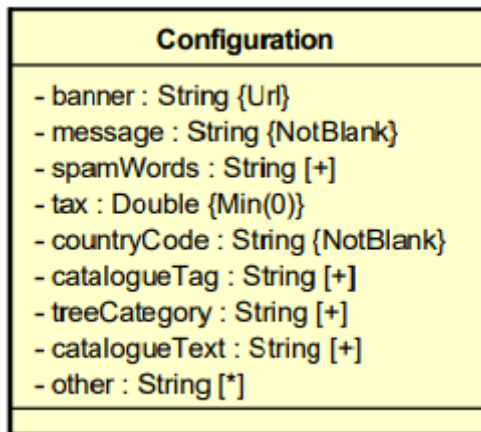 Configuration
- banner : String {Url}
- message : String {NotBlank}
- spamWords : String [+]
- tax : Double {Min(0)}
- countryCode : String {NotBlank}
- catalogueTag : String [+]
- treeCategory : String [+]
- catalogueText : String [+]
- other : String [*]